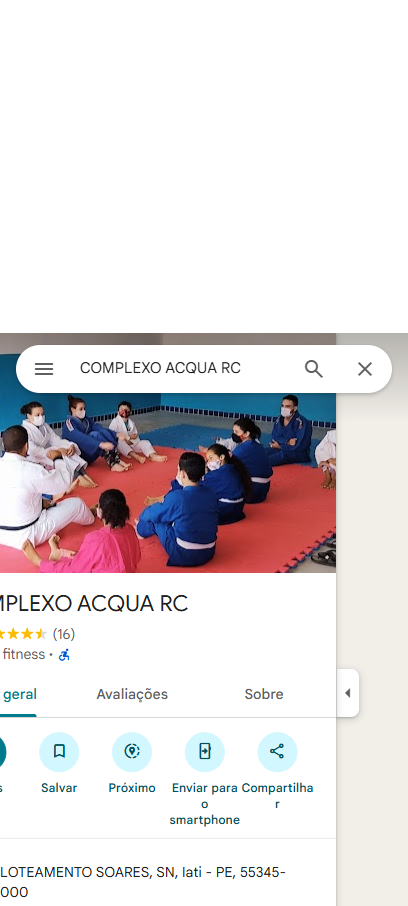 COMPLEXO ACQUA RC
MPLEXO ACQUA RC
(16)
fitness ·
geral
Avaliações
Sobre
s
Salvar
Próximo
Enviar para o smartphone
Compartilhar
LOTEAMENTO SOARES, SN, Iati - PE, 55345-
000